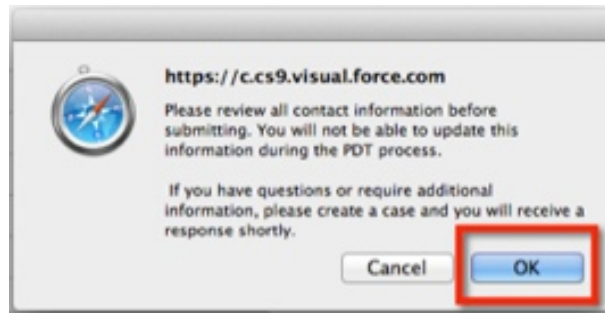 https://c.cs9.visual.force.com
Please review all contact information before
submitting. You will not be able to update this
information during the PDT process.
If you have questions or require additional
information, please create a case and you will receive a
response shortly.
Cancel OK